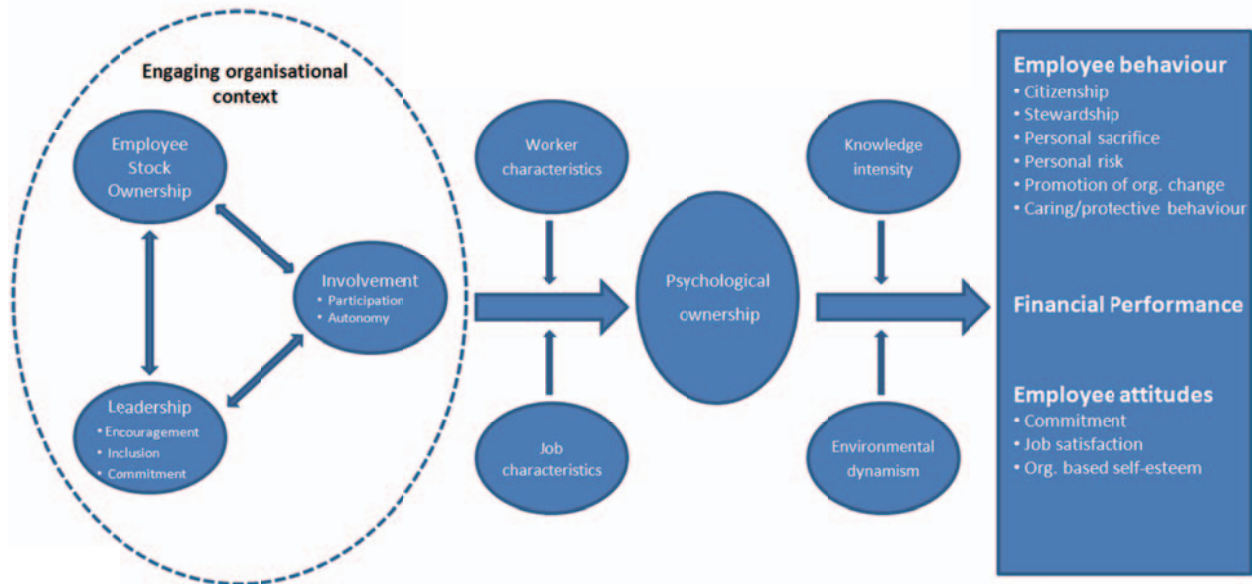 Engaging organisational
context
Employee
Stock
Ownership
Involvement
• Participation
• Autonomy
Leadership
• Encouragement
• Inclusion
• Commitment
Worker
characteristics
Job
characteristics
Psychological
ownership
Knowledge
intensity
Environmental
dynamism
Employee behaviour
• Citizenship
• Stewardship
• Personal sacrifice
• Personal risk
• Promotion of org. change
• Caring/protective behaviour
Financial Performance
Employee attitudes
• Commitment
• Job satisfaction
• Org. based self-esteem